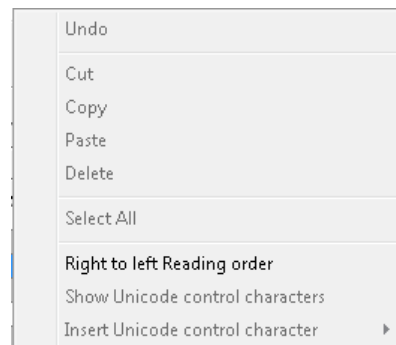 Undo
Cut
Copy
Paste
Delete
Select All
Right to left Reading order
Show Unicode control characters
Insert Unicode control character